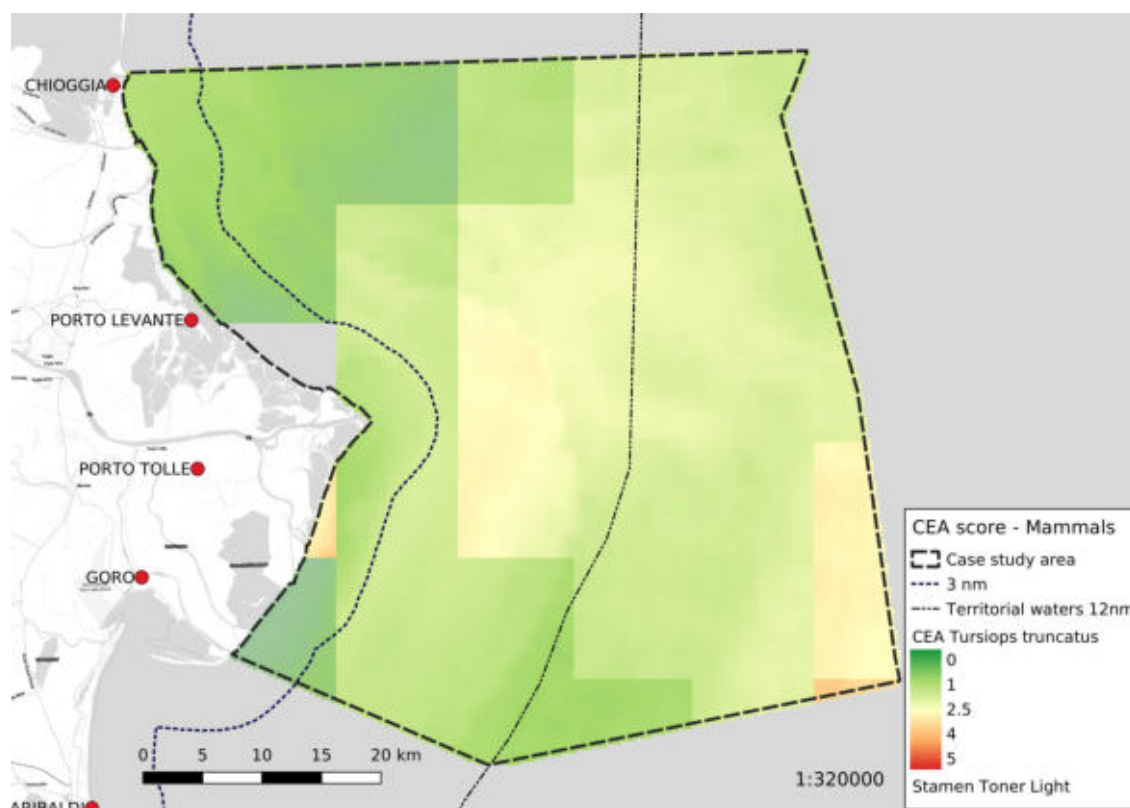 CHIOGGIA
PORTO LEVANTE
PORTO TOLLE
GORO
0 5 10 15 20 km
1:320000
CEA score - Mammals
Case study area
3 nm
Territorial waters 12nm
CEA Tursiops truncatus
0
1
2.5
4
5
Stamen Toner Light